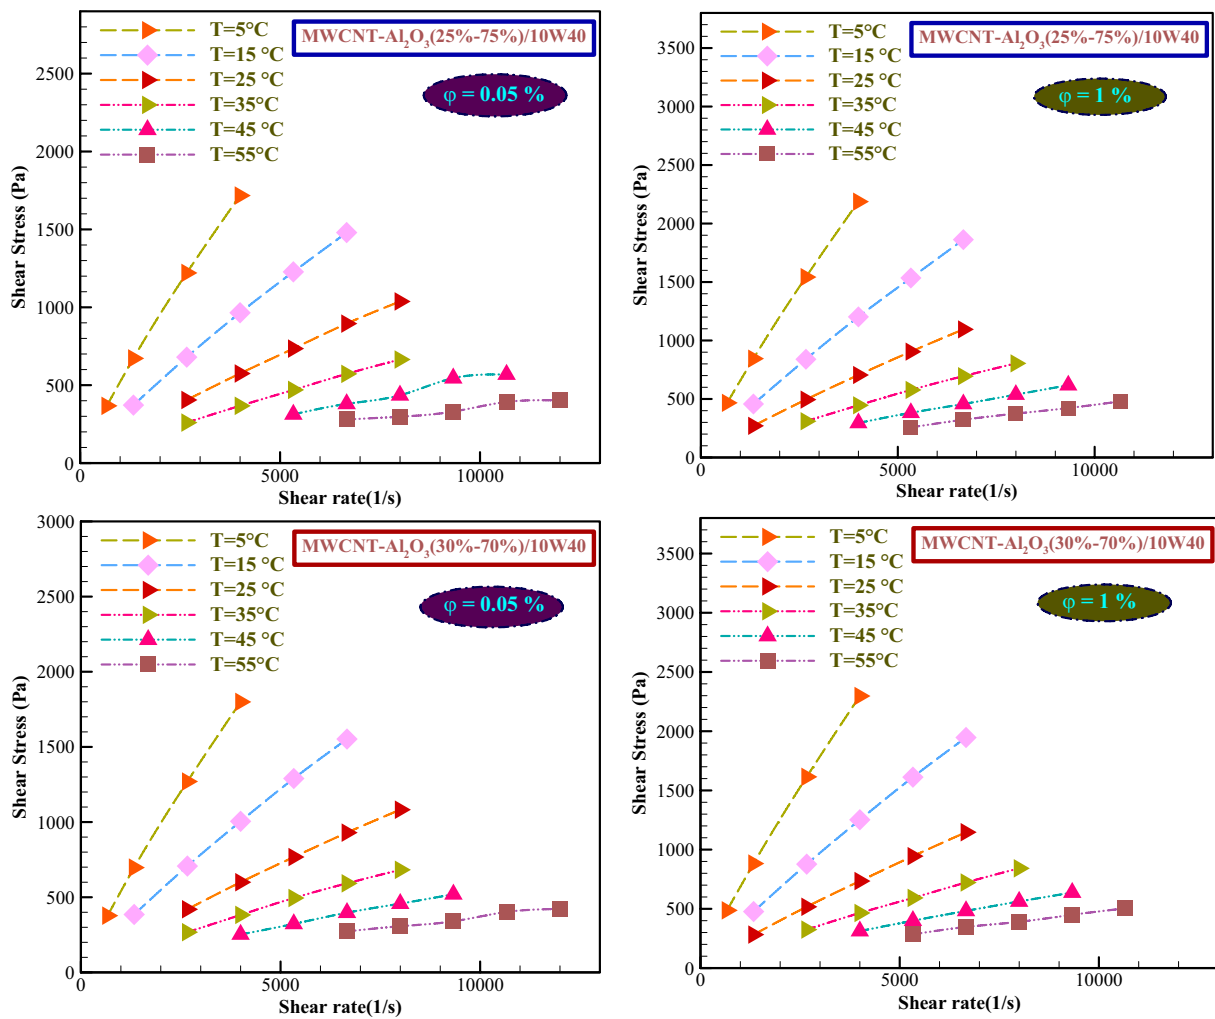 T=5°C
T=15 °C
T=25 °C
T=35°C
T=45 °C
T=55°C
MWCNT-Al₂O₃(25%-75%)/10W40
φ = 0.05 %
Shear Stress (Pa)
2500
2000
1500
1000
500
0
0 5000 10000
Shear rate(1/s)
T=5°C
T=15 °C
T=25 °C
T=35°C
T=45 °C
T=55°C
MWCNT-Al₂O₃(25%-75%)/10W40
φ = 1 %
Shear Stress (Pa)
3500
3000
2500
2000
1500
1000
500
0
0 5000 10000
Shear rate(1/s)
T=5°C
T=15 °C
T=25 °C
T=35°C
T=45 °C
T=55°C
MWCNT-Al₂O₃(30%-70%)/10W40
φ = 0.05 %
Shear Stress (Pa)
3000
2500
2000
1500
1000
500
0
0 5000 10000
Shear rate(1/s)
T=5°C
T=15 °C
T=25 °C
T=35°C
T=45 °C
T=55°C
MWCNT-Al₂O₃(30%-70%)/10W40
φ = 1 %
Shear Stress (Pa)
3500
3000
2500
2000
1500
1000
500
0
0 5000 10000
Shear rate(1/s)